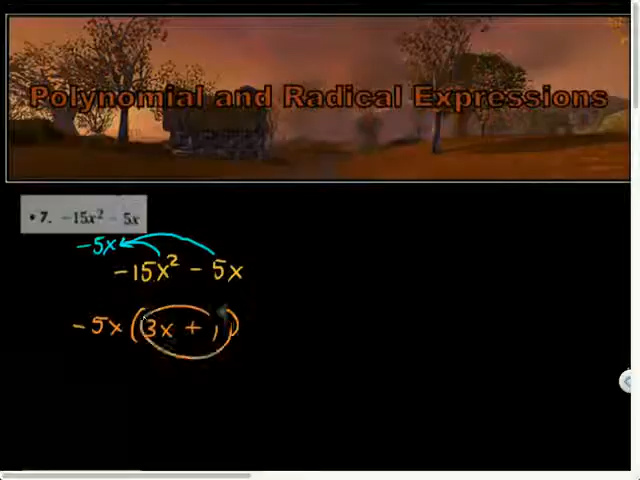 Polynomial and Radical Expressions
• 7. -15x² - 5x
-5x
-15x² - 5x
-5x (3x + 1)